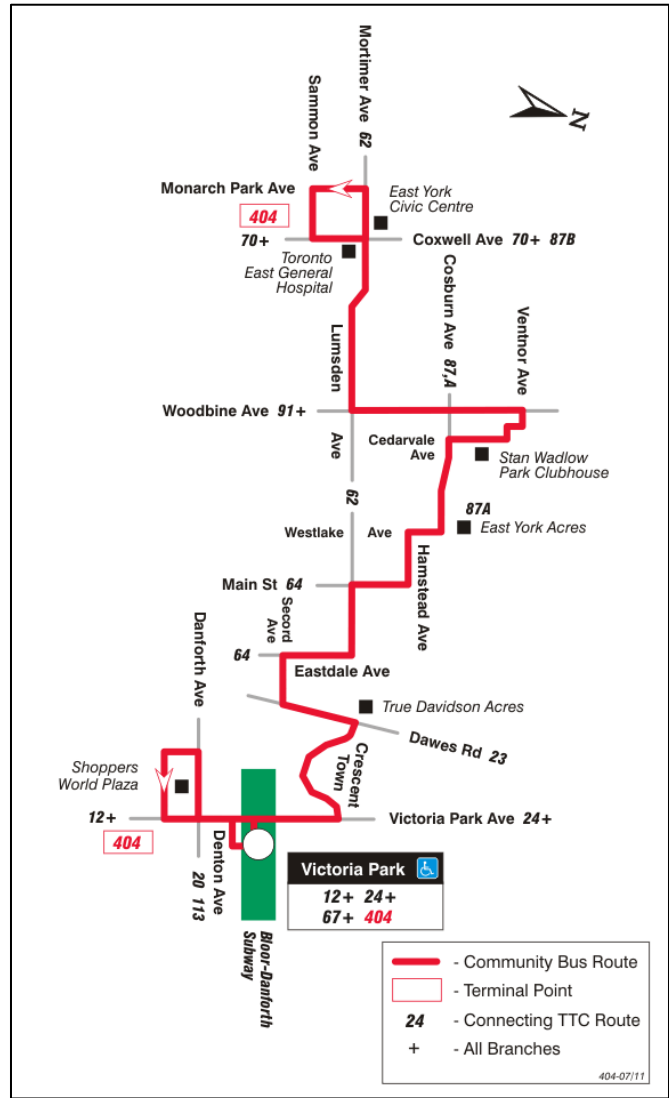 Mortimer Ave 62
Sammon Ave
N
Monarch Park Ave
404
East York
Civic Centre
70+
Coxwell Ave 70+ 87B
Toronto
East General
Hospital
Cosburn Ave 87,A
Ventnor Ave
Lumsden
Woodbine Ave 91+
Ave
Cedarvale
Ave
Stan Wadlow
Park Clubhouse
62
87A
East York Acres
Westlake
Ave
Hamstead Ave
Main St 64
Secord
Ave
Danforth Ave
64
Eastdale Ave
True Davidson Acres
Dawes Rd 23
Crescent
Town
Shoppers
World Plaza
12+
Victoria Park Ave 24+
404
Denton Ave
20 113
Victoria Park
12+ 24+
67+ 404
Bloor-Danforth
Subway
- Community Bus Route
- Terminal Point
24 - Connecting TTC Route
+ - All Branches
404-07/11